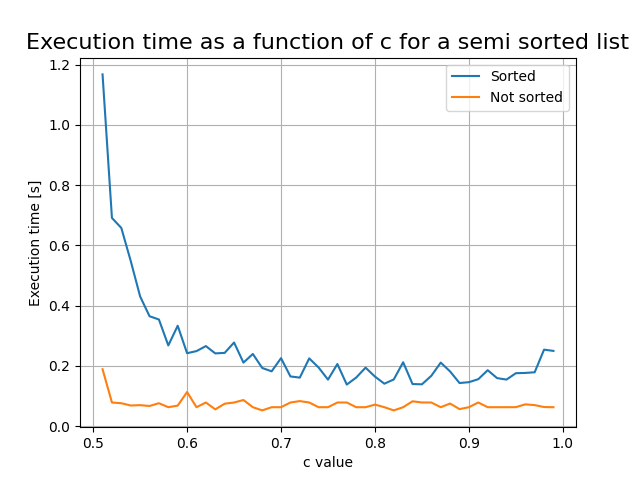 Execution time as a function of c for a semi sorted list
Sorted
Not sorted
1.2
1.0
0.8
0.6
0.4
0.2
0.0
Execution time [s]
0.5 0.6 0.7 0.8 0.9 1.0
c value